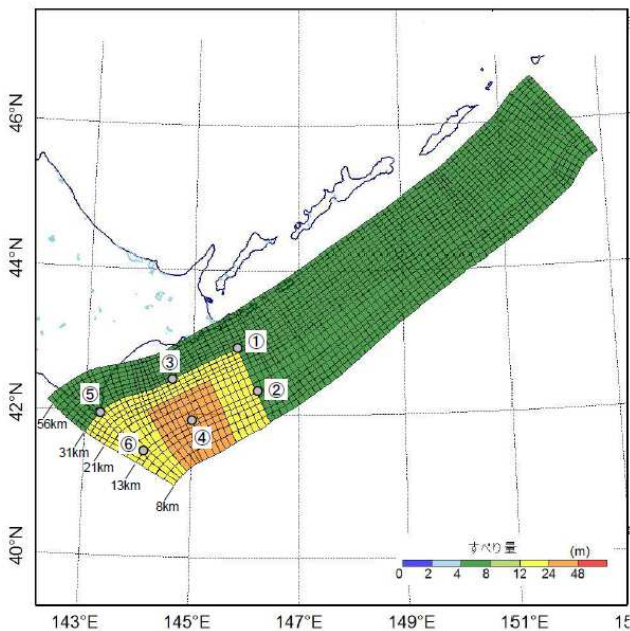 46°N
44°N
42°N
40°N
①
③
②
⑤
④
⑥
56km
31km
21km
13km
8km
すべり量
(m)
0 2 4 8 12 24 48
143°E 145°E 147°E 149°E 151°E